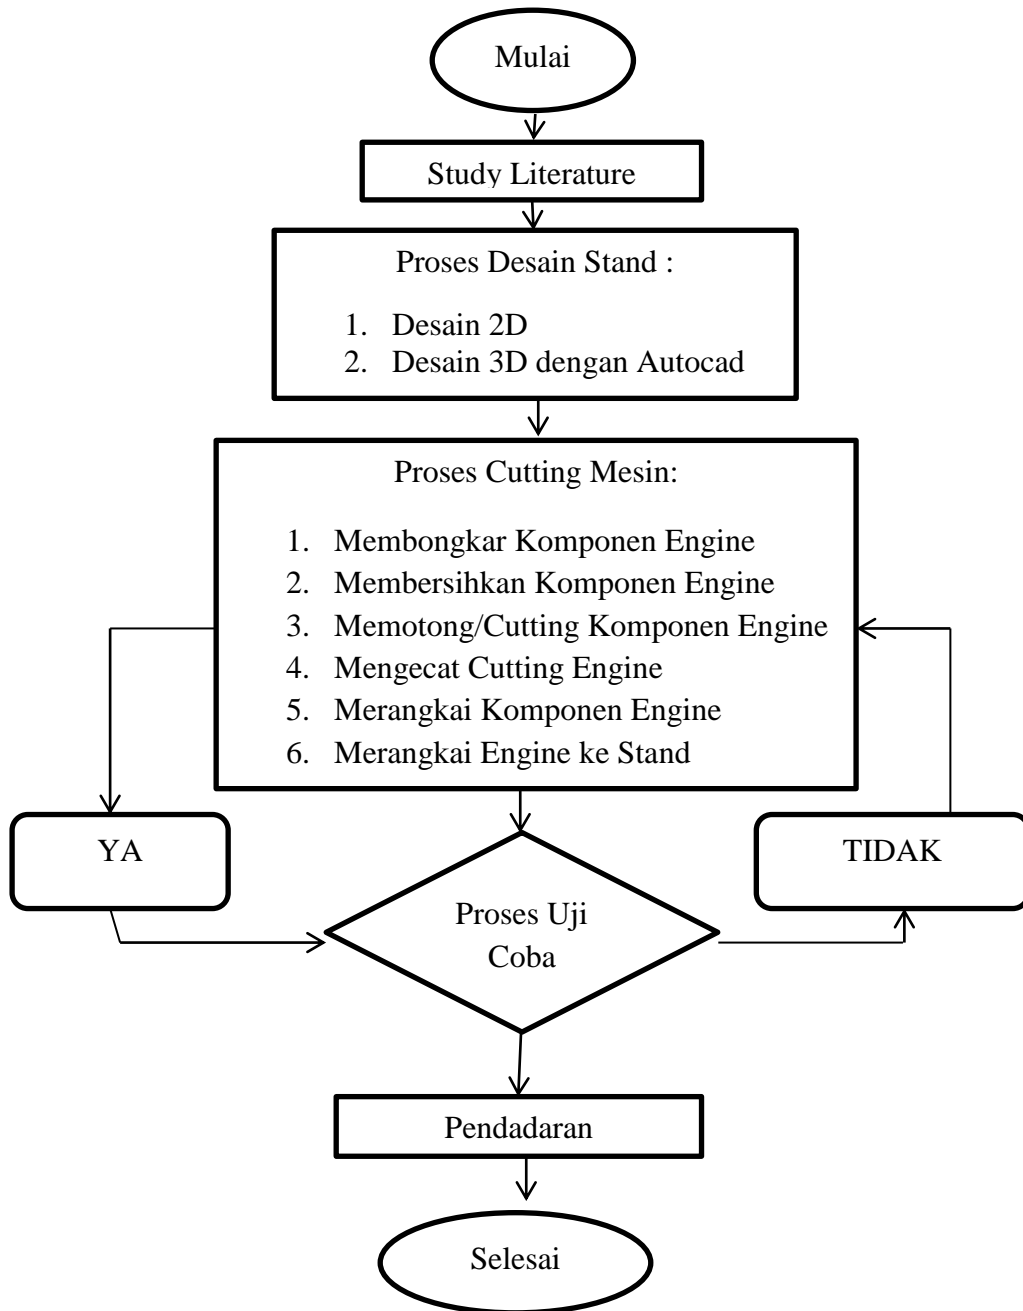 Mulai
Study Literature
Proses Desain Stand :
1. Desain 2D
2. Desain 3D dengan Autocad
Proses Cutting Mesin:
1. Membongkar Komponen Engine
2. Membersihkan Komponen Engine
3. Memotong/Cutting Komponen Engine
4. Mengecat Cutting Engine
5. Merangkai Komponen Engine
6. Merangkai Engine ke Stand
YA
TIDAK
Proses Uji
Coba
Pendadaran
Selesai